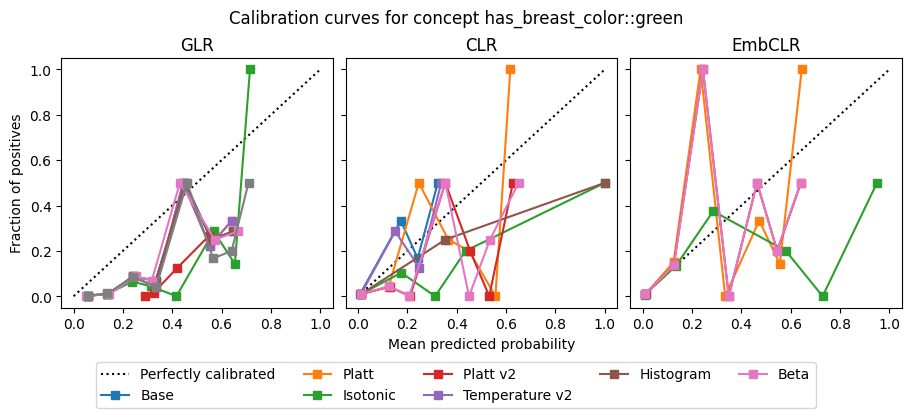 Calibration curves for concept has_breast_color::green
GLR
CLR
EmbCLR
Fraction of positives
1.0
0.8
0.6
0.4
0.2
0.0
0.0 0.2 0.4 0.6 0.8 1.0
0.0 0.2 0.4 0.6 0.8 1.0
0.0 0.2 0.4 0.6 0.8 1.0
Mean predicted probability
Perfectly calibrated
Base
Platt
Isotonic
Platt v2
Temperature v2
Histogram
Beta